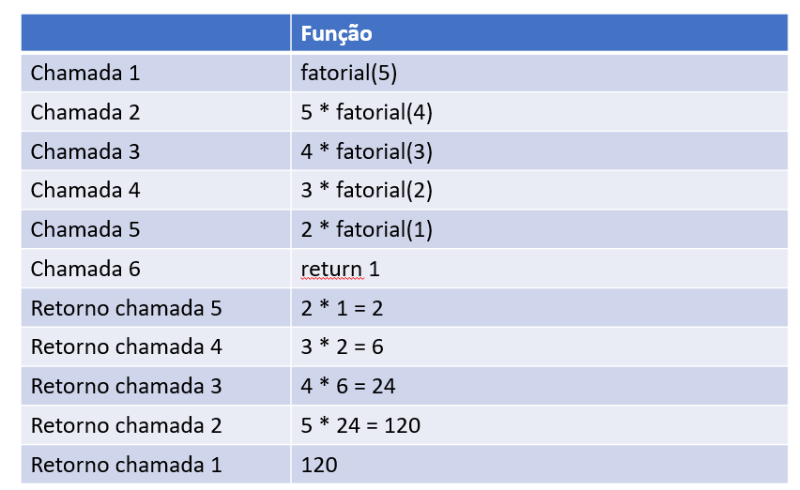 Função
Chamada 1 fatorial(5)
Chamada 2 5 * fatorial(4)
Chamada 3 4 * fatorial(3)
Chamada 4 3 * fatorial(2)
Chamada 5 2 * fatorial(1)
Chamada 6 return 1
Retorno chamada 5 2 * 1 = 2
Retorno chamada 4 3 * 2 = 6
Retorno chamada 3 4 * 6 = 24
Retorno chamada 2 5 * 24 = 120
Retorno chamada 1 120